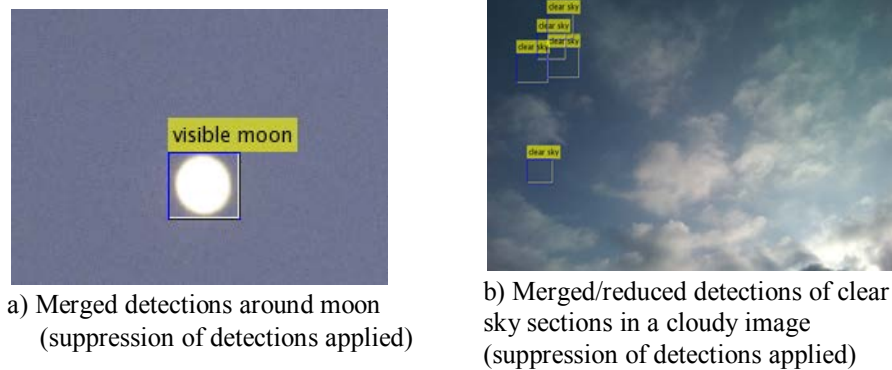 visible moon
a) Merged detections around moon
(suppression of detections applied)
clear sky
clear sky
clear sky
clear sky
clear sky
b) Merged/reduced detections of clear
sky sections in a cloudy image
(suppression of detections applied)